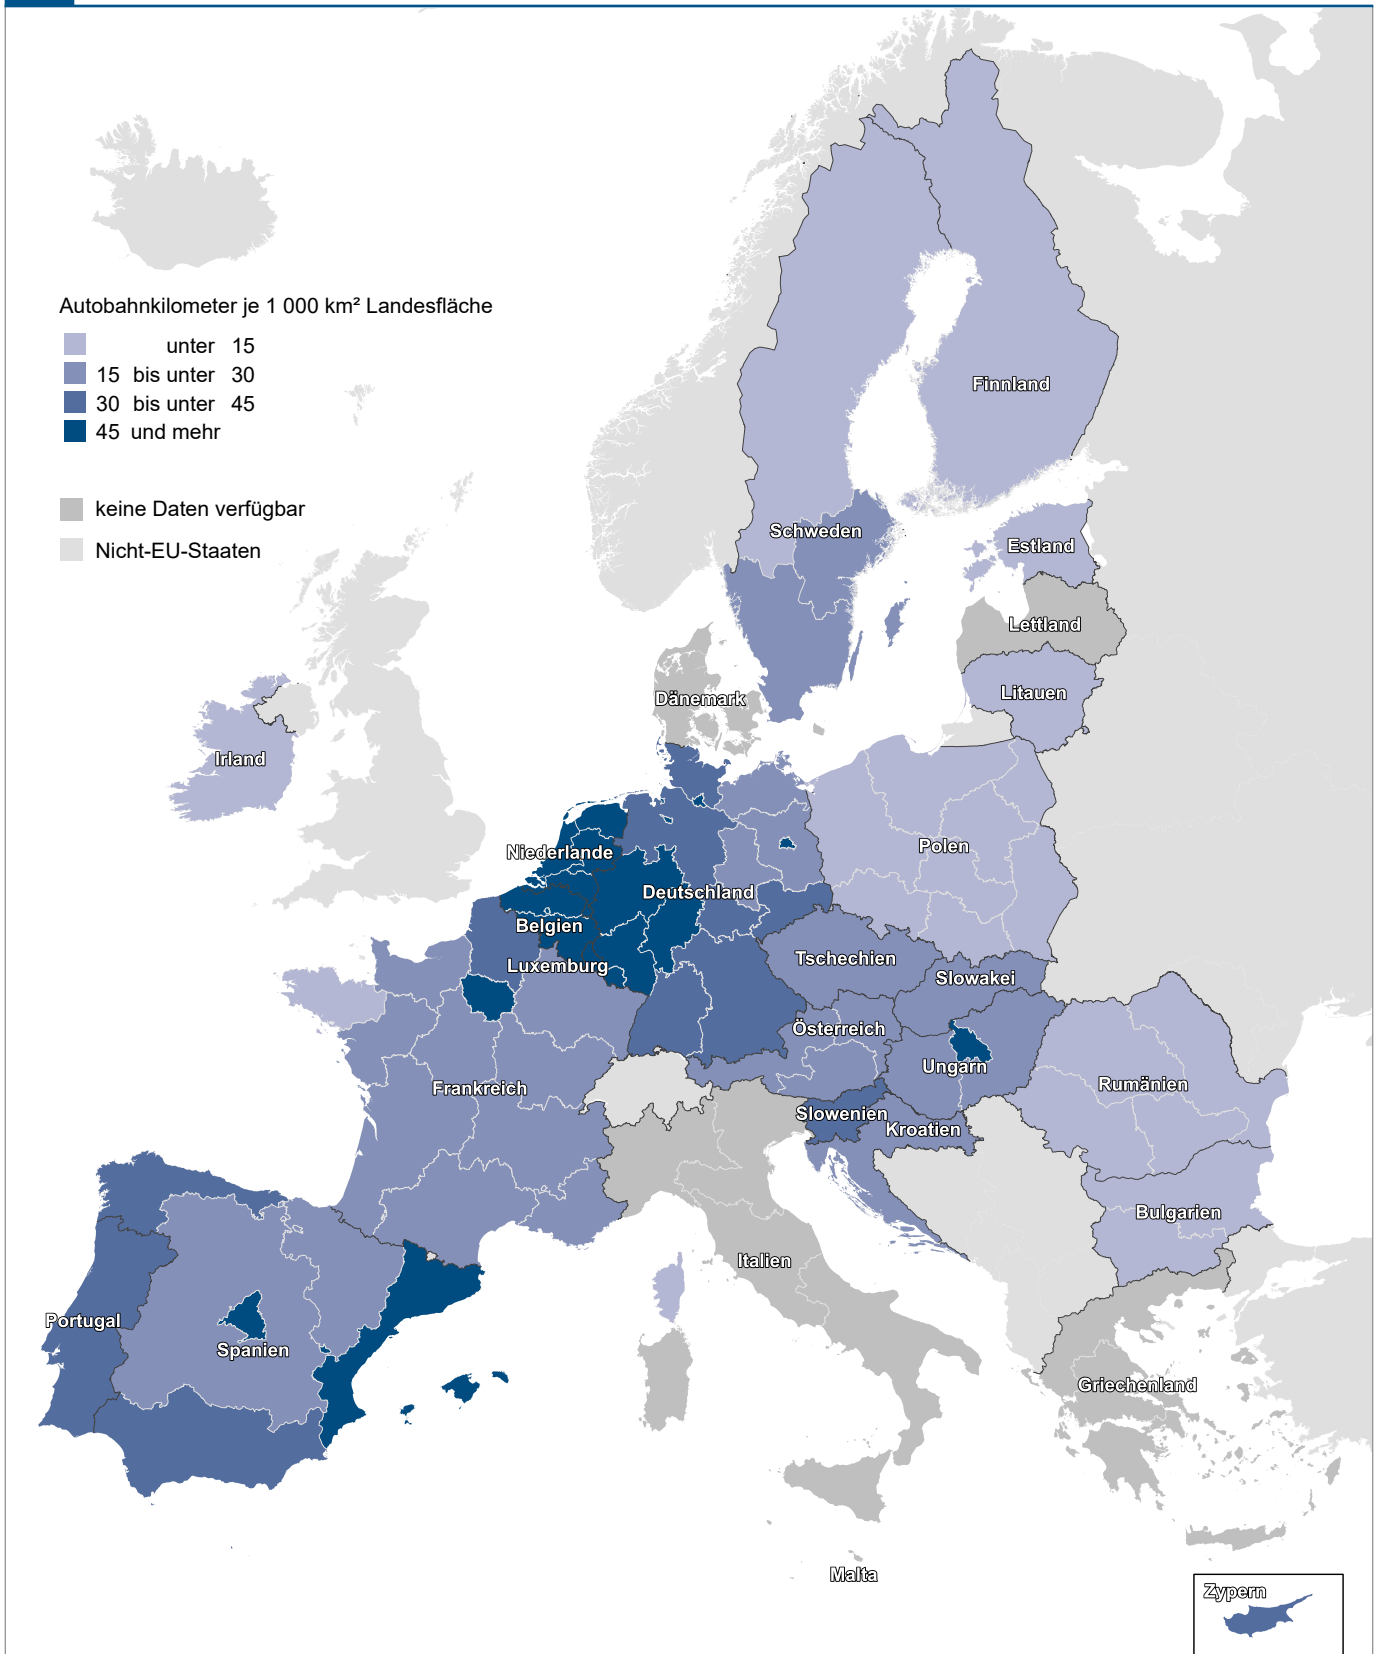 Autobahnkilometer je 1 000 km² Landesfläche
unter 15
15 bis unter 30
30 bis unter 45
45 und mehr
keine Daten verfügbar
Nicht-EU-Staaten
Finnland
Schweden
Estland
Lettland
Litauen
Dänemark
Irland
Polen
Niederlande
Deutschland
Belgien
Tschechien
Luxemburg
Slowakei
Österreich
Ungarn
Frankreich
Rumänien
Slowenien
Kroatien
Bulgarien
Italien
Portugal
Spanien
Griechenland
Malta
Zypern